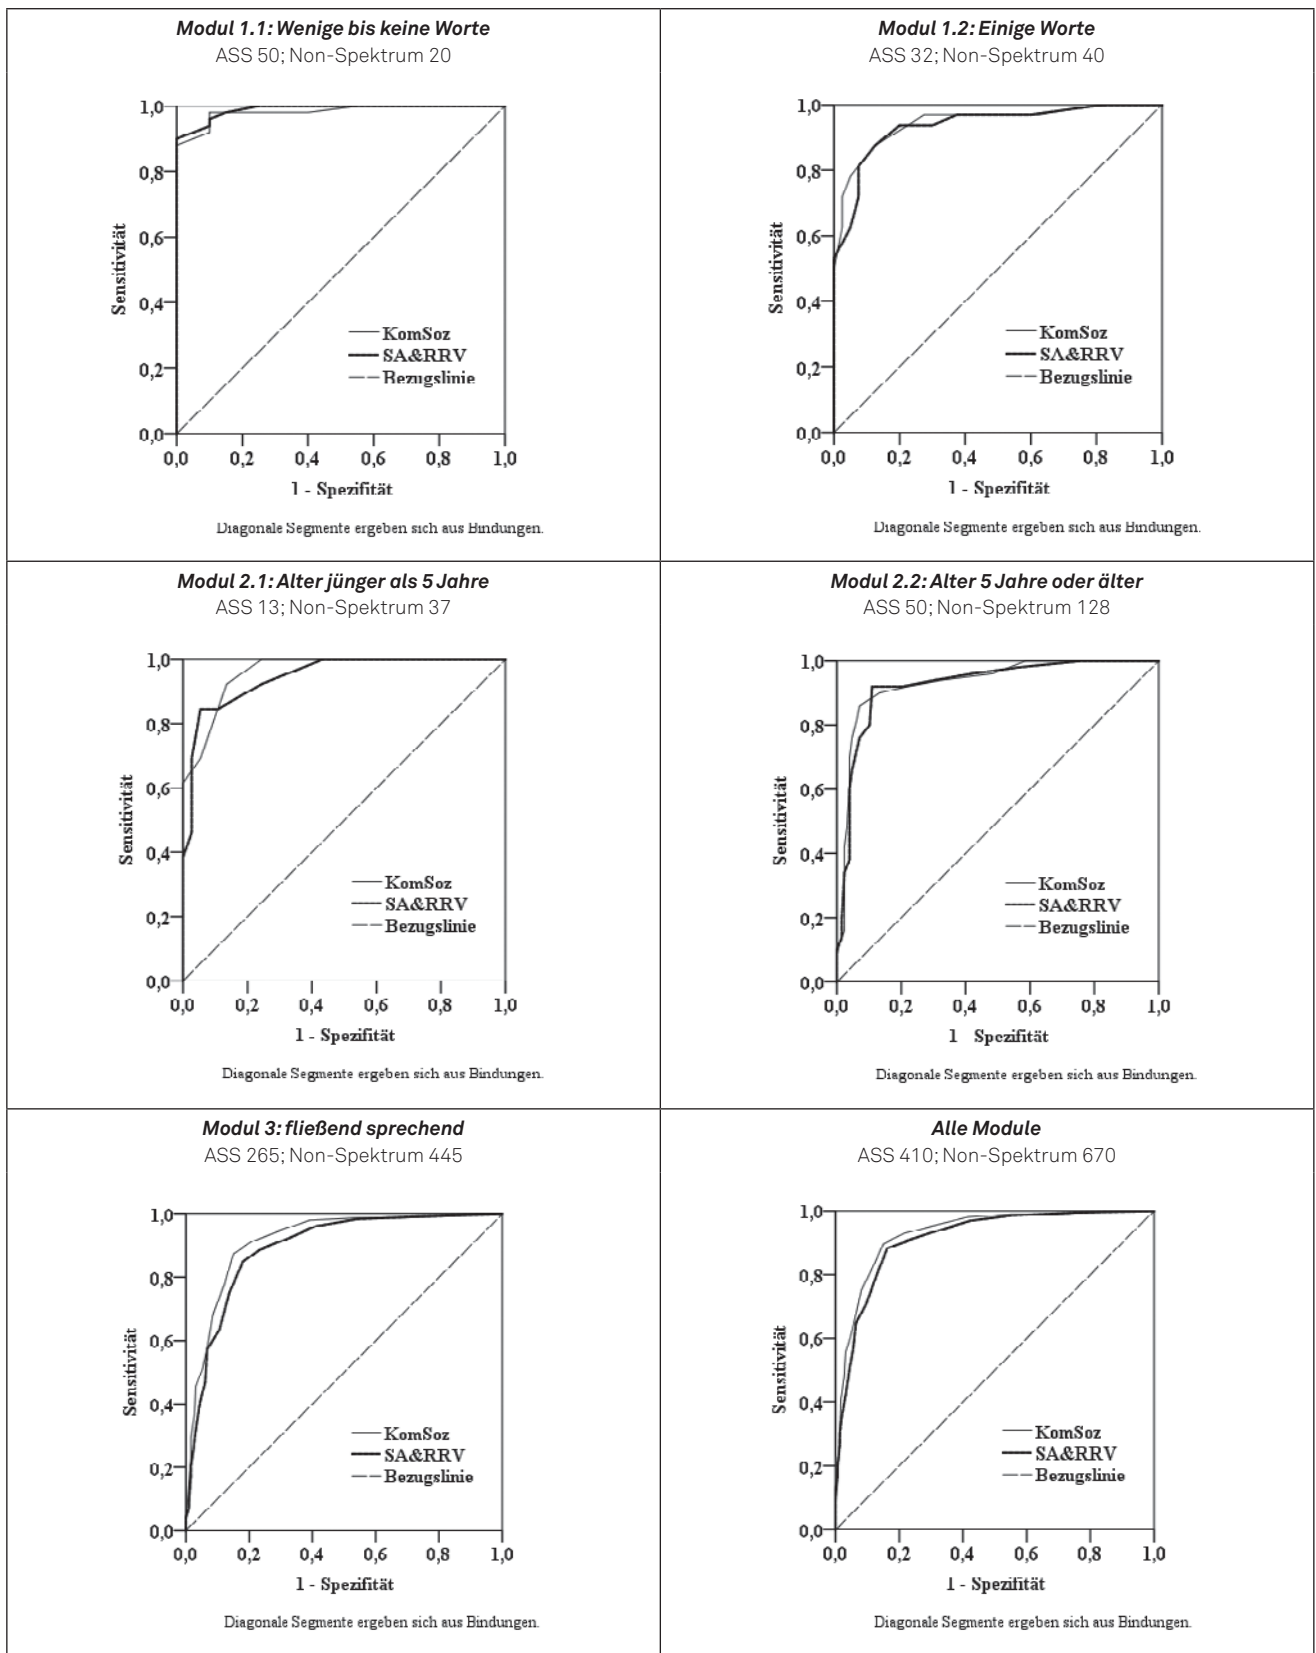 Modul 1.1: Wenige bis keine Worte
ASS 50; Non-Spektrum 20
1,0
0,8
0,6
0,4
0,2
0,0
Sensitivität
KomSoz
SA&RRV
Bezugslinie
0,0 0,2 0,4 0,6 0,8 1,0
1 - Spezifität
Diagonale Segmente ergeben sich aus Bindungen.
Modul 1.2: Einige Worte
ASS 32; Non-Spektrum 40
1,0
0,8
0,6
0,4
0,2
0,0
Sensitivität
KomSoz
SA&RRV
Bezugslinie
0,0 0,2 0,4 0,6 0,8 1,0
1 - Spezifität
Diagonale Segmente ergeben sich aus Bindungen.
Modul 2.1: Alter jünger als 5 Jahre
ASS 13; Non-Spektrum 37
1,0
0,8
0,6
0,4
0,2
0,0
Sensitivität
KomSoz
SA&RRV
Bezugslinie
0,0 0,2 0,4 0,6 0,8 1,0
1 - Spezifität
Diagonale Segmente ergeben sich aus Bindungen.
Modul 2.2: Alter 5 Jahre oder älter
ASS 50; Non-Spektrum 128
1,0
0,8
0,6
0,4
0,2
0,0
Sensitivität
KomSoz
SA&RRV
Bezugslinie
0,0 0,2 0,4 0,6 0,8 1,0
1 Spezifität
Diagonale Segmente ergeben sich aus Bindungen.
Modul 3: fließend sprechend
ASS 265; Non-Spektrum 445
1,0
0,8
0,6
0,4
0,2
0,0
Sensitivität
KomSoz
SA&RRV
Bezugslinie
0,0 0,2 0,4 0,6 0,8 1,0
1 - Spezifität
Diagonale Segmente ergeben sich aus Bindungen.
Alle Module
ASS 410; Non-Spektrum 670
1,0
0,8
0,6
0,4
0,2
0,0
Sensitivität
KomSoz
SA&RRV
Bezugslinie
0,0 0,2 0,4 0,6 0,8 1,0
1 - Spezifität
Diagonale Segmente ergeben sich aus Bindungen.